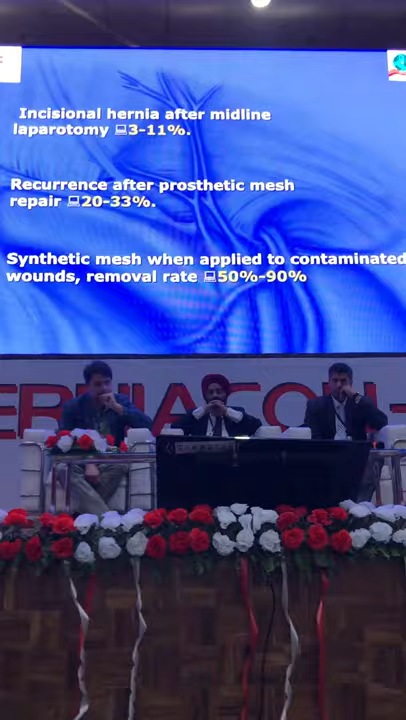 Incisional hernia after midline
laparotomy 💻3-11%.
Recurrence after prosthetic mesh
repair 💻20-33%.
Synthetic mesh when applied to contaminated
wounds, removal rate 💻50%-90%
ERNIACON-